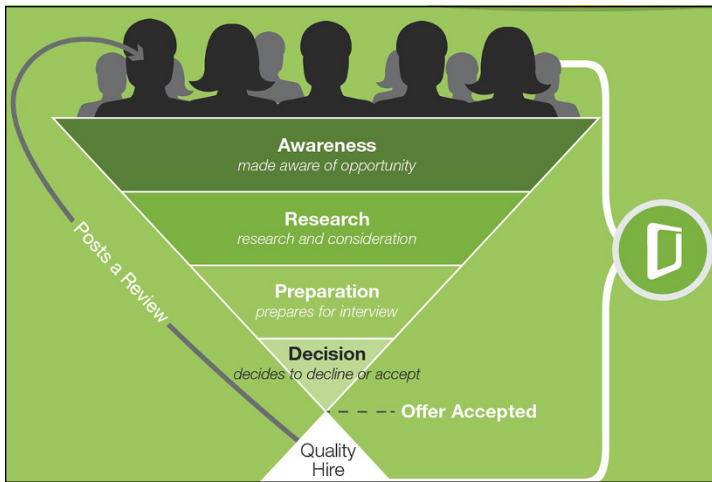 Awareness
made aware of opportunity
Research
research and consideration
Posts a Review
Preparation
prepares for interview
Decision
decides to decline or accept
Offer Accepted
Quality
Hire